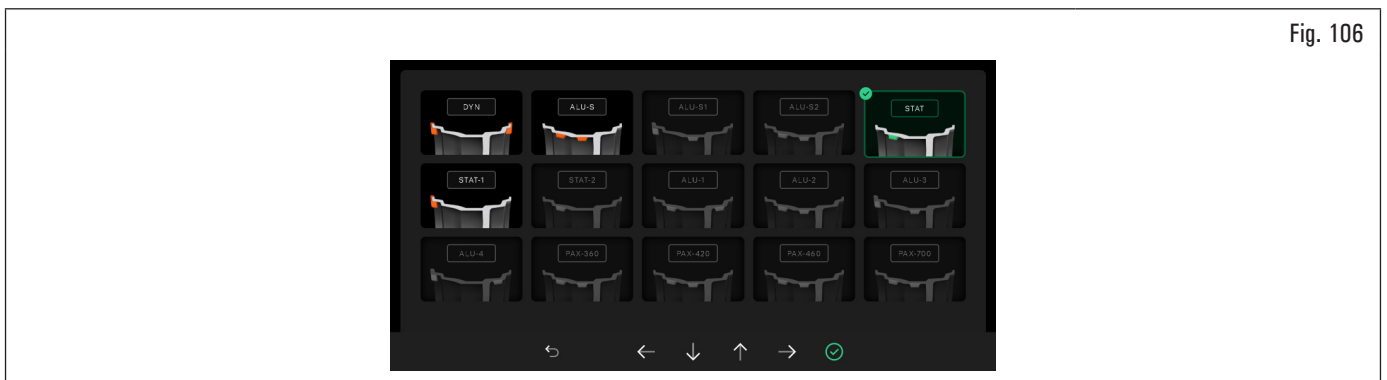 Fig. 106
DYN
ALU-S
ALU-S1
ALU-S2
STAT
STAT-1
STAT-2
ALU-1
ALU-2
ALU-3
ALU-4
PAX-360
PAX-420
PAX-460
PAX-700